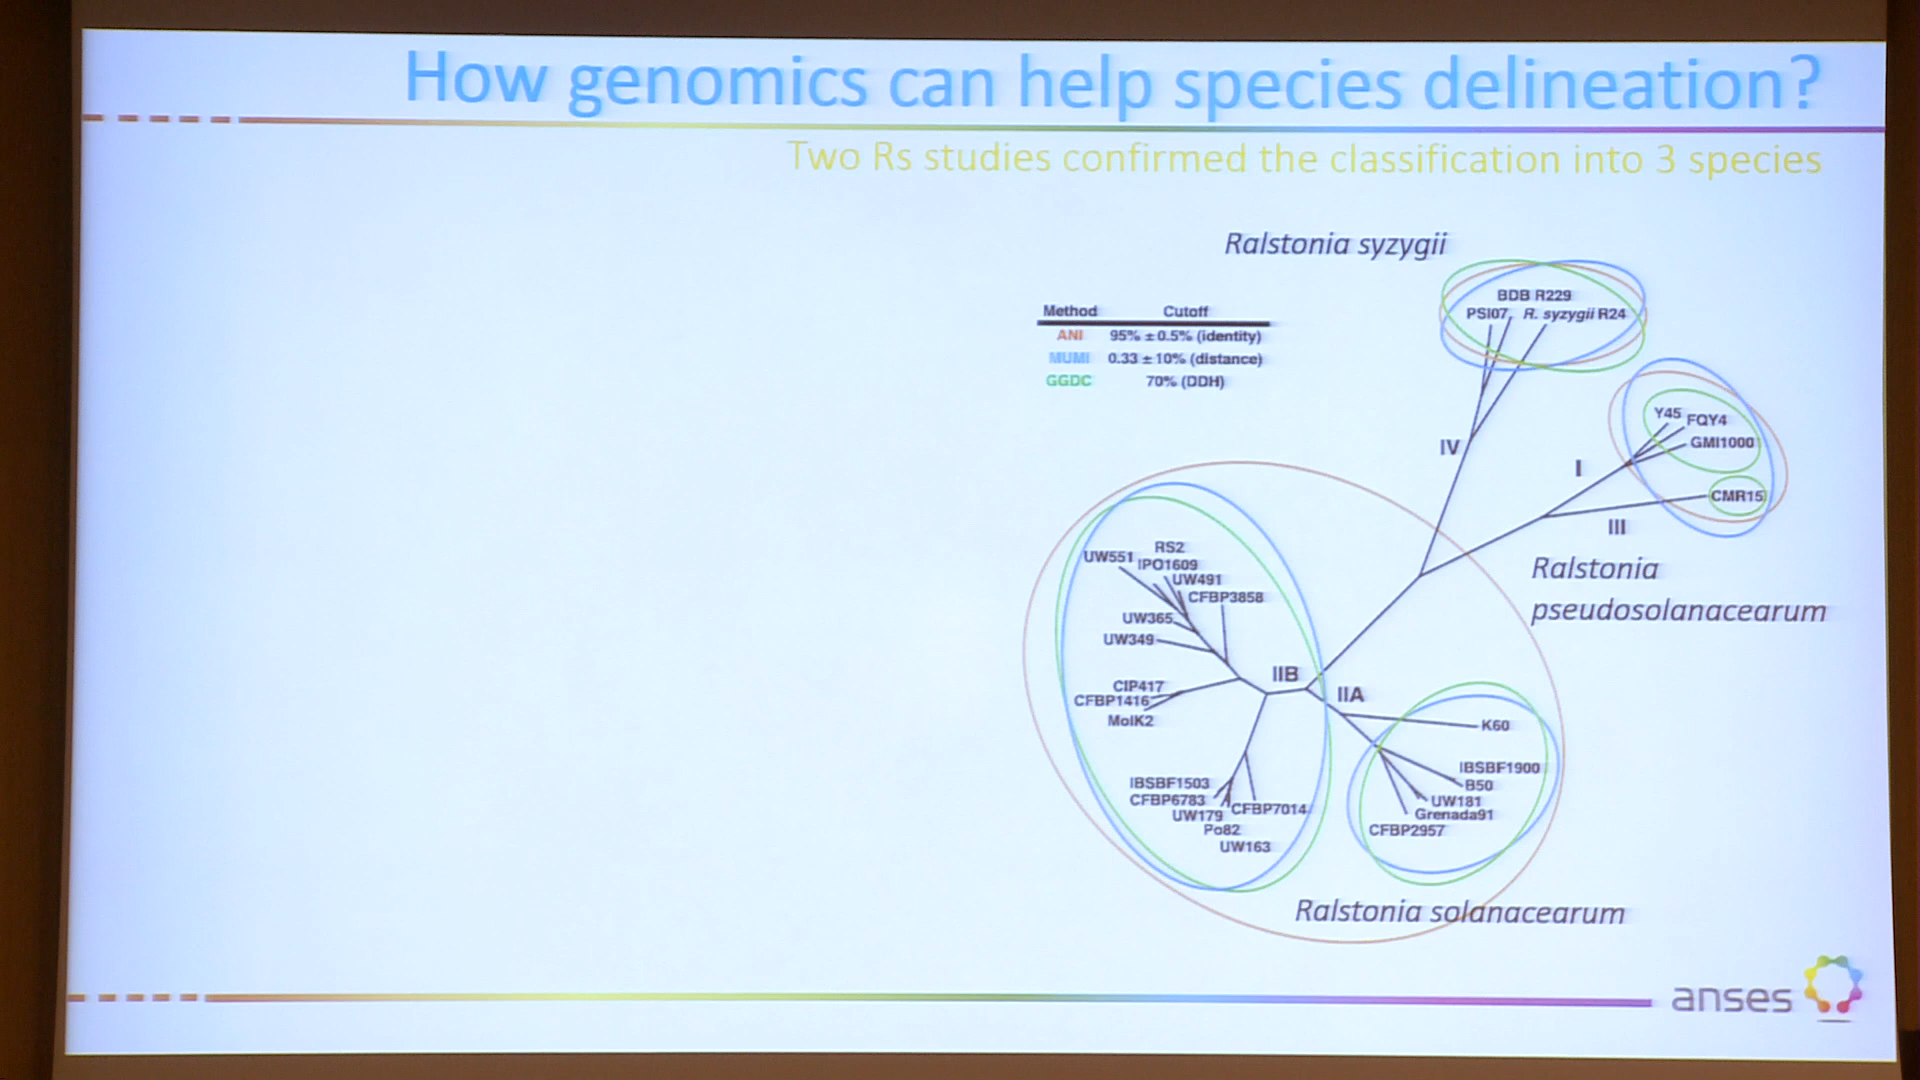 How genomics can help species delineation?
Two Rs studies confirmed the classification into 3 species
Ralstonia syzygii
Method Cutoff
ANI 95% ± 0.5% (identity)
MUMI 0.33 ± 10% (distance)
GGDC 70% (DDH)
BDB R229
PSI07 R. syzygii R24
IV
Y45
FQY4
GMI1000
I
CMR15
III
Ralstonia
pseudosolanacearum
RS2
UW551
IPO1609
UW491
CFBP3858
UW365
UW349
CIP417
CFBP1416
MolK2
IIB
IIA
K60
IBSBF1503
CFBP6783
UW179
CFBP7014
Po82
UW163
IBSBF1900
B50
UW181
Grenada91
CFBP2957
Ralstonia solanacearum
anses